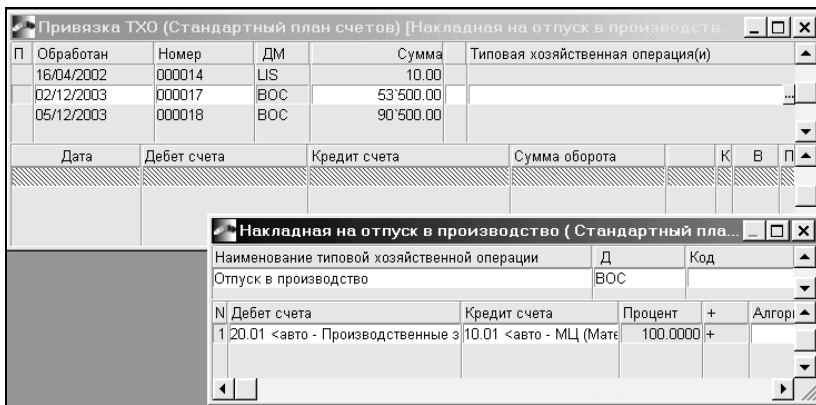 Привязка ТХО (Стандартный план счетов) [Накладная на отпуск в производств...
П Обработан Номер ДМ Сумма Типовая хозяйственная операция(и)
16/04/2002 000014 LIS 10.00
02/12/2003 000017 ВОС 53`500.00 ...
05/12/2003 000018 ВОС 90`500.00
Дата Дебет счета Кредит счета Сумма оборота К В П
Накладная на отпуск в производство ( Стандартный пла...
Наименование типовой хозяйственной операции Д Код
Отпуск в производство ВОС
N Дебет счета Кредит счета Процент + Алгори
1 20.01 <авто - Производственные з 10.01 <авто - МЦ (Мате 100.0000 +